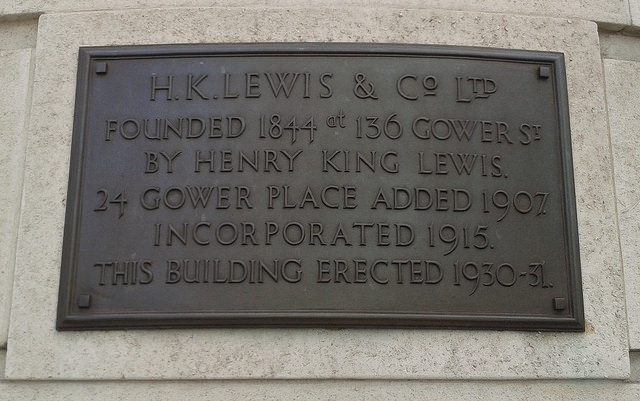 H. K. LEWIS & Cº LTD
FOUNDED 1844 at 136 GOWER ST.
BY HENRY KING LEWIS.
24 GOWER PLACE ADDED 1907.
INCORPORATED 1915.
THIS BUILDING ERECTED 1930-31.